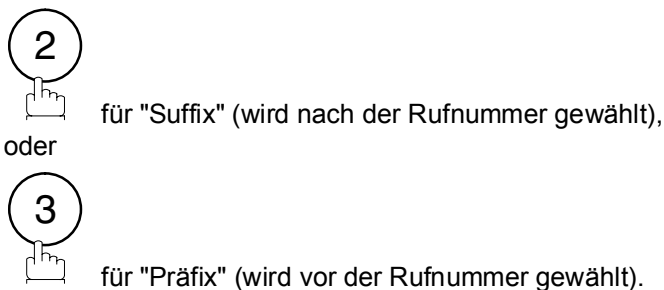 2
für "Suffix" (wird nach der Rufnummer gewählt),
oder
3
für "Präfix" (wird vor der Rufnummer gewählt).